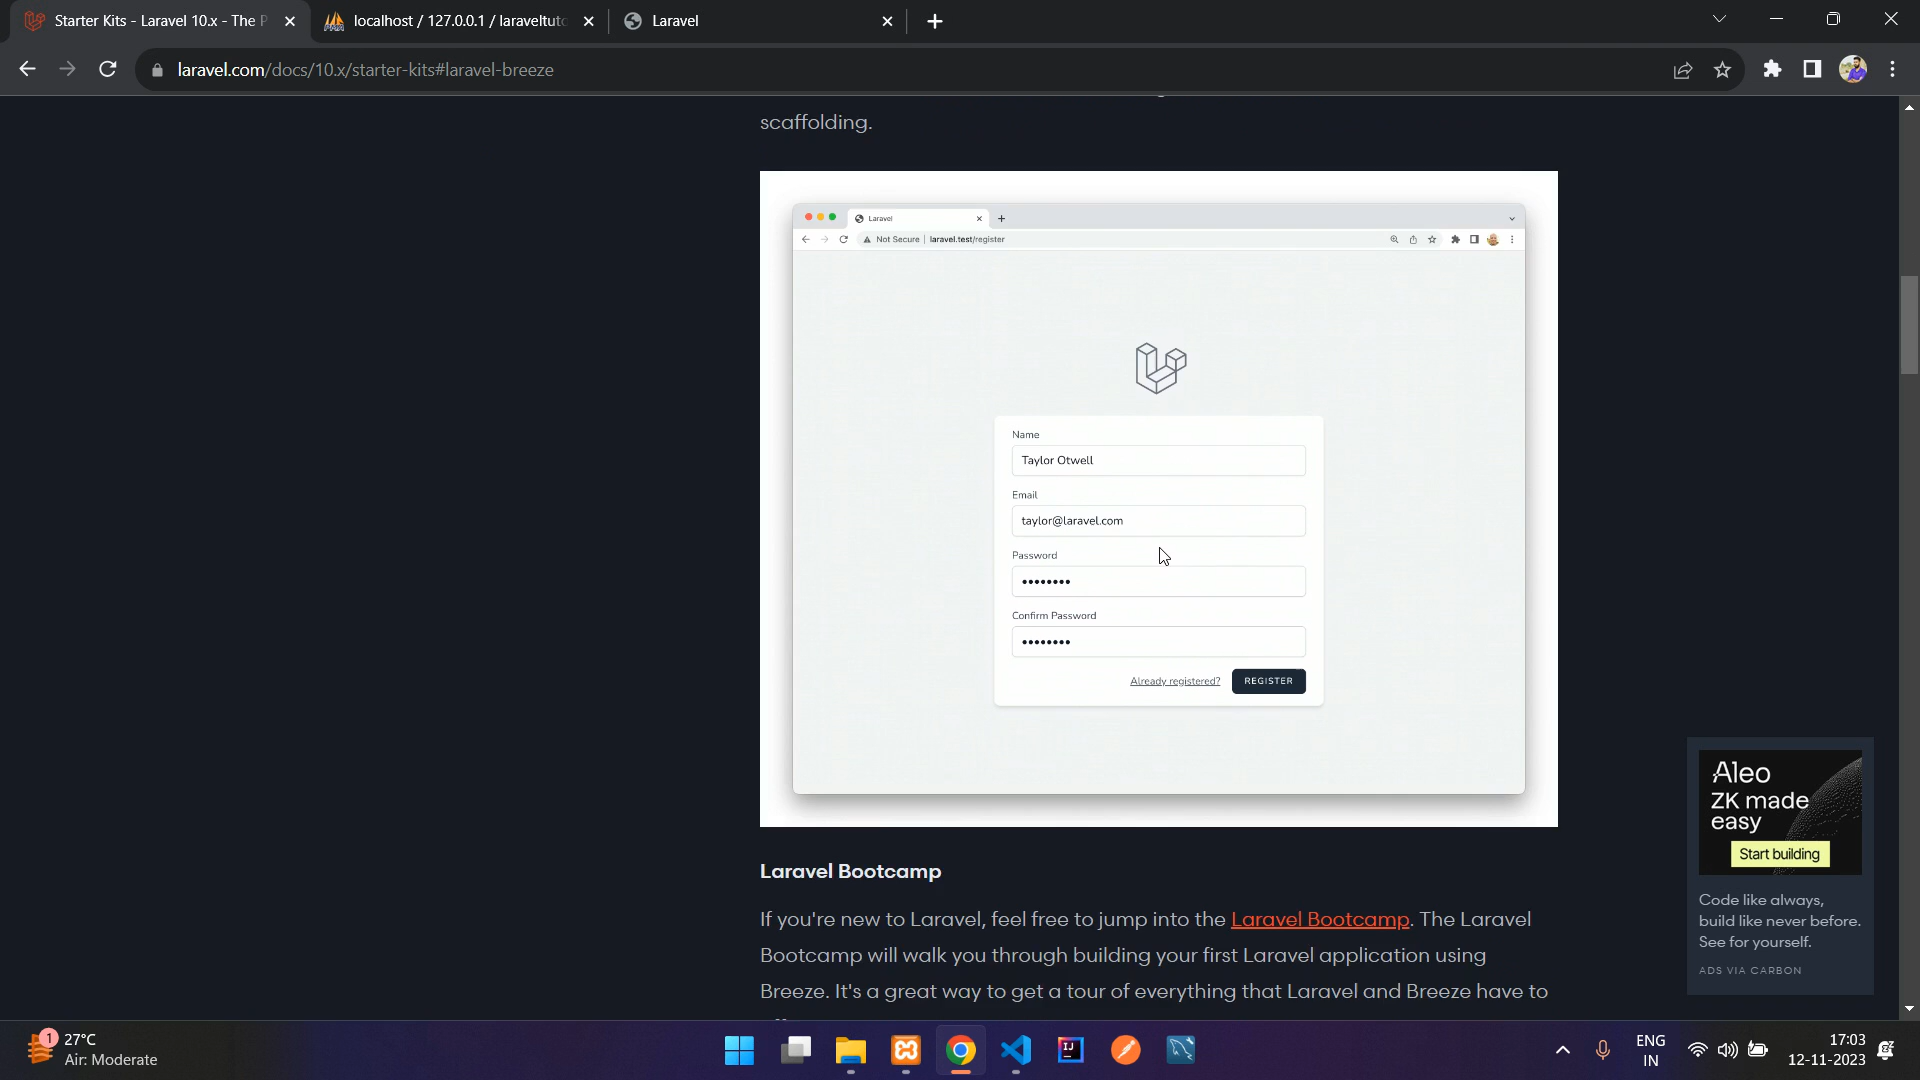 Starter Kits - Laravel 10.x - The P
localhost / 127.0.0.1 / laraveltuto
Laravel
laravel.com/docs/10.x/starter-kits#laravel-breeze
scaffolding.
Laravel
Not Secure | laravel.test/register
Name
Taylor Otwell
Email
taylor@laravel.com
Password
••••••••
Confirm Password
••••••••
Already registered?
REGISTER
Laravel Bootcamp
If you're new to Laravel, feel free to jump into the Laravel Bootcamp. The Laravel
Bootcamp will walk you through building your first Laravel application using
Breeze. It's a great way to get a tour of everything that Laravel and Breeze have to
Aleo
ZK made
easy
Start building
Code like always,
build like never before.
See for yourself.
ADS VIA CARBON
1
27°C
Air: Moderate
IJ
ENG
IN
17:03
12-11-2023